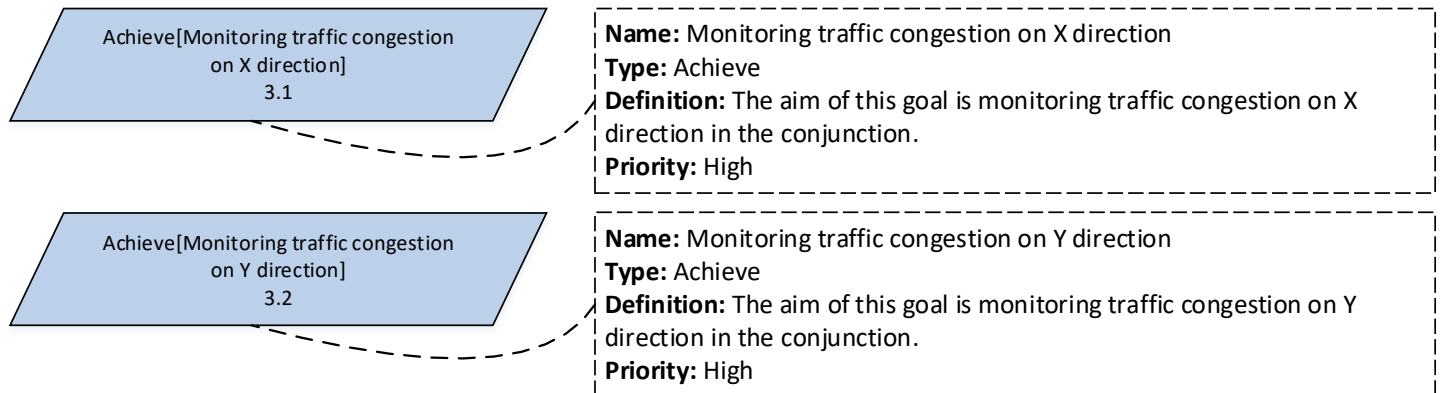 Achieve[Monitoring traffic congestion
on X direction]
3.1
Name: Monitoring traffic congestion on X direction
Type: Achieve
Definition: The aim of this goal is monitoring traffic congestion on X
direction in the conjunction.
Priority: High
Achieve[Monitoring traffic congestion
on Y direction]
3.2
Name: Monitoring traffic congestion on Y direction
Type: Achieve
Definition: The aim of this goal is monitoring traffic congestion on Y
direction in the conjunction.
Priority: High